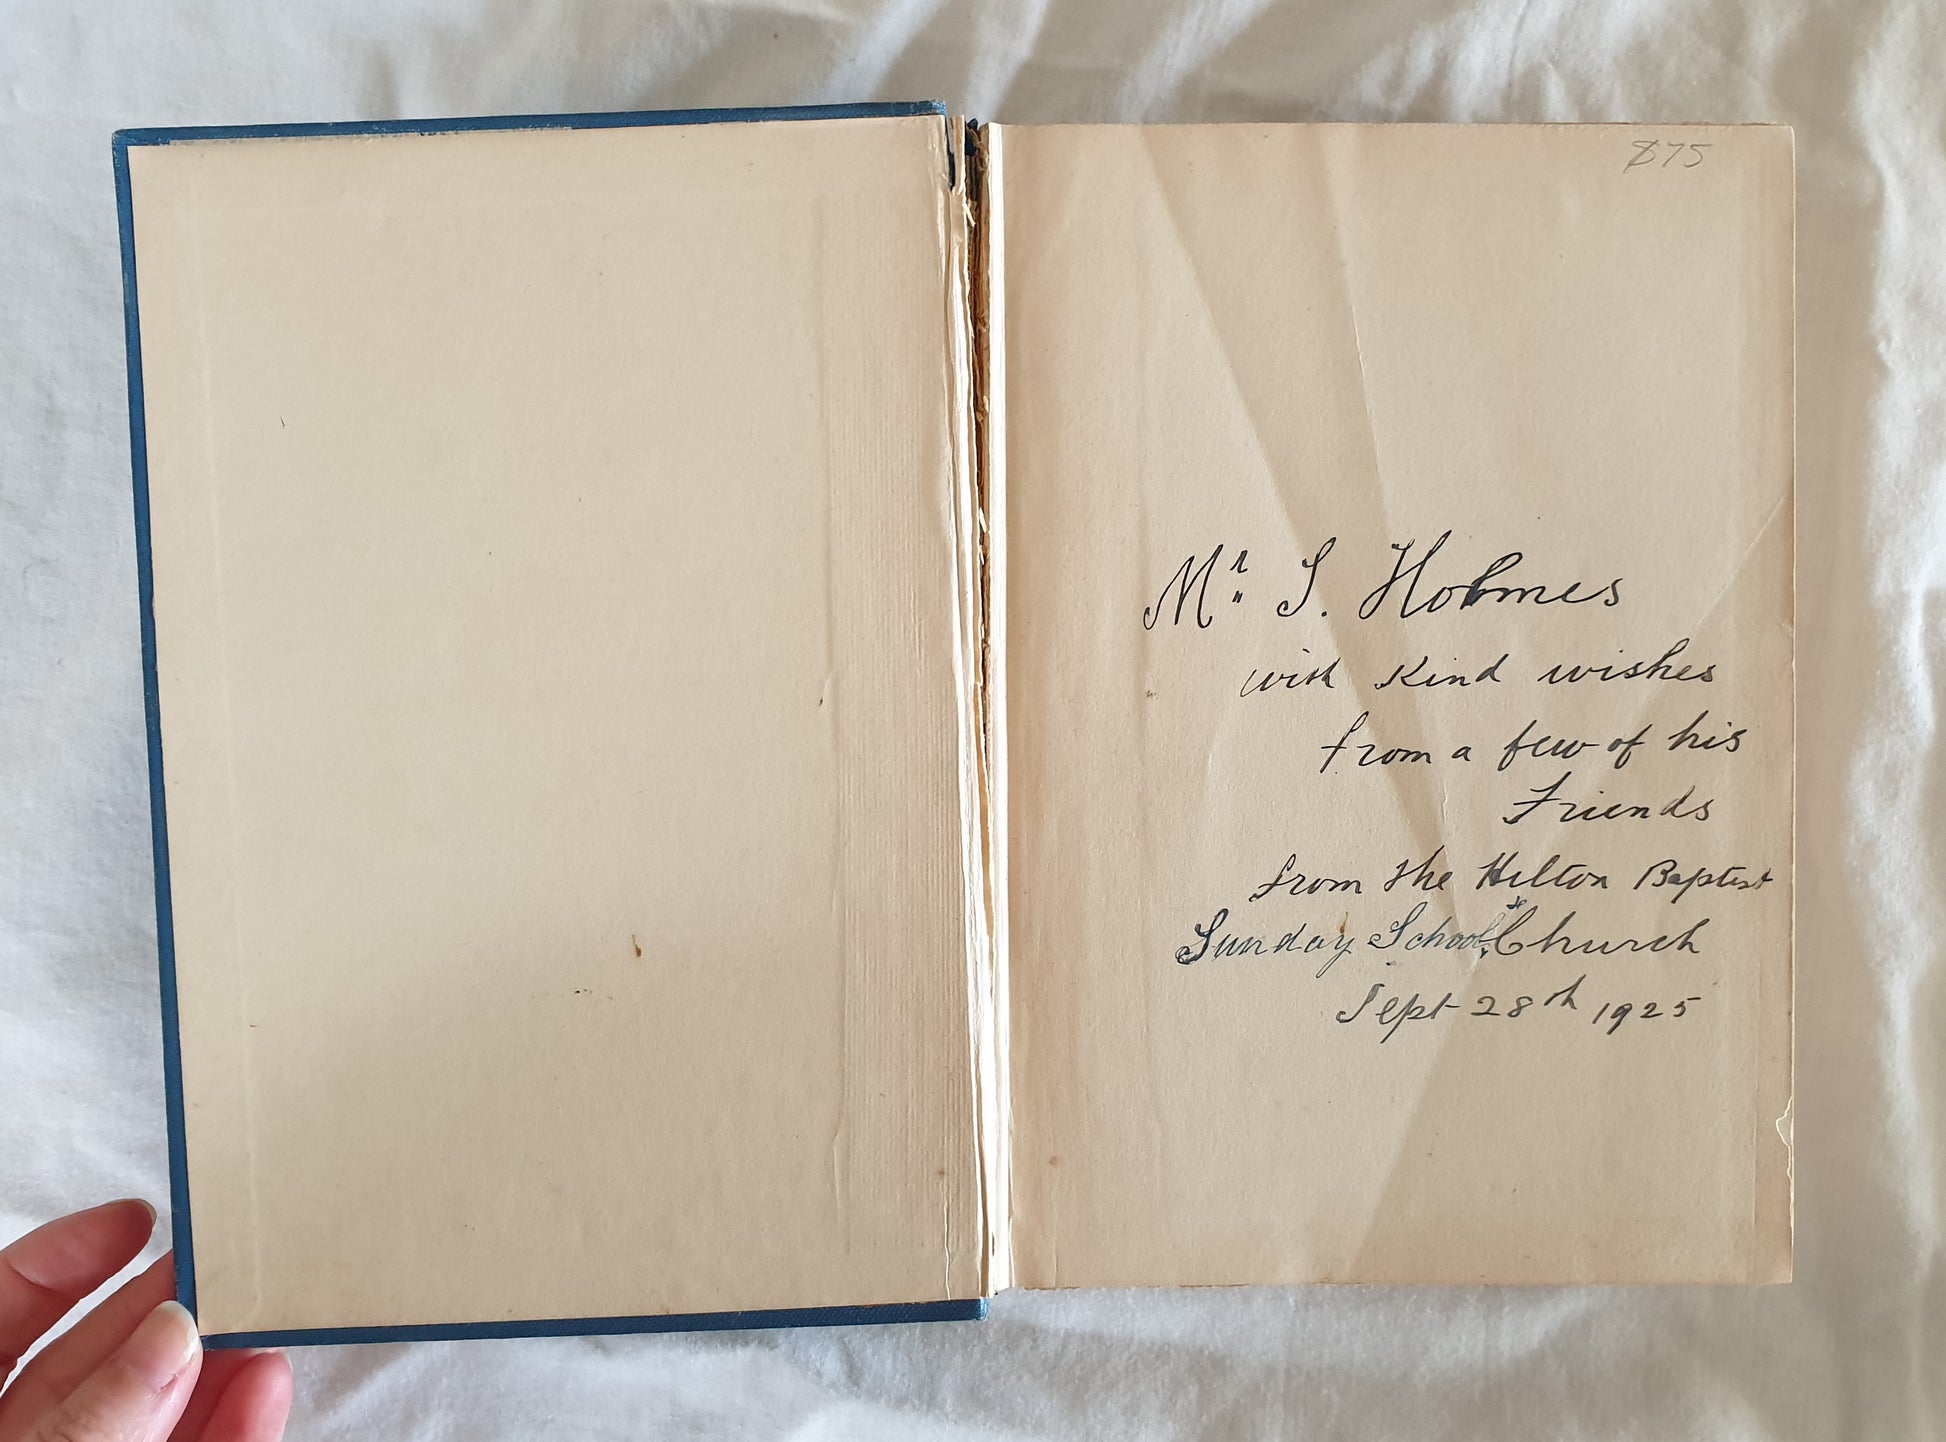 $75
Mr. S. Holmes
with Kind wishes
from a few of his
Friends
from the Hilton Baptist
Sunday School & Church
Sept 28th 1925